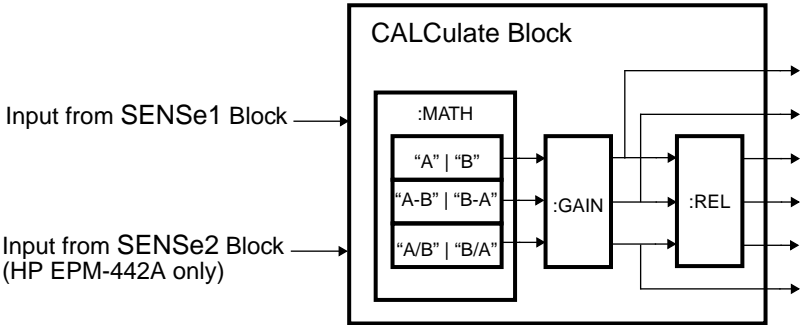 CALCulate Block
Input from SENSe1 Block
:MATH
“A” | “B”
“A-B” | “B-A”
“A/B” | “B/A”
:GAIN
:REL
Input from SENSe2 Block
(HP EPM-442A only)